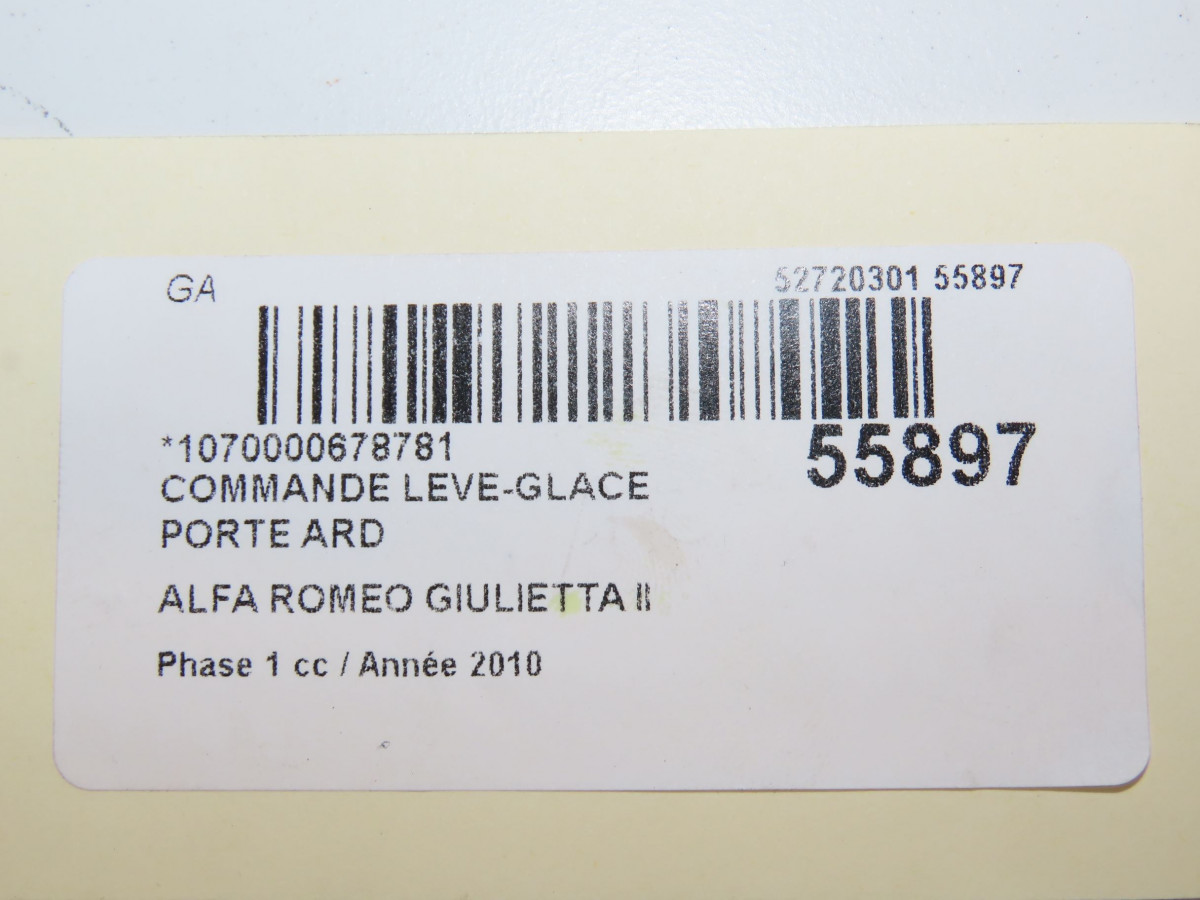 GA 52720301 55897
*1070000678781 55897
COMMANDE LEVE-GLACE
PORTE ARD
ALFA ROMEO GIULIETTA II
Phase 1 cc / Année 2010